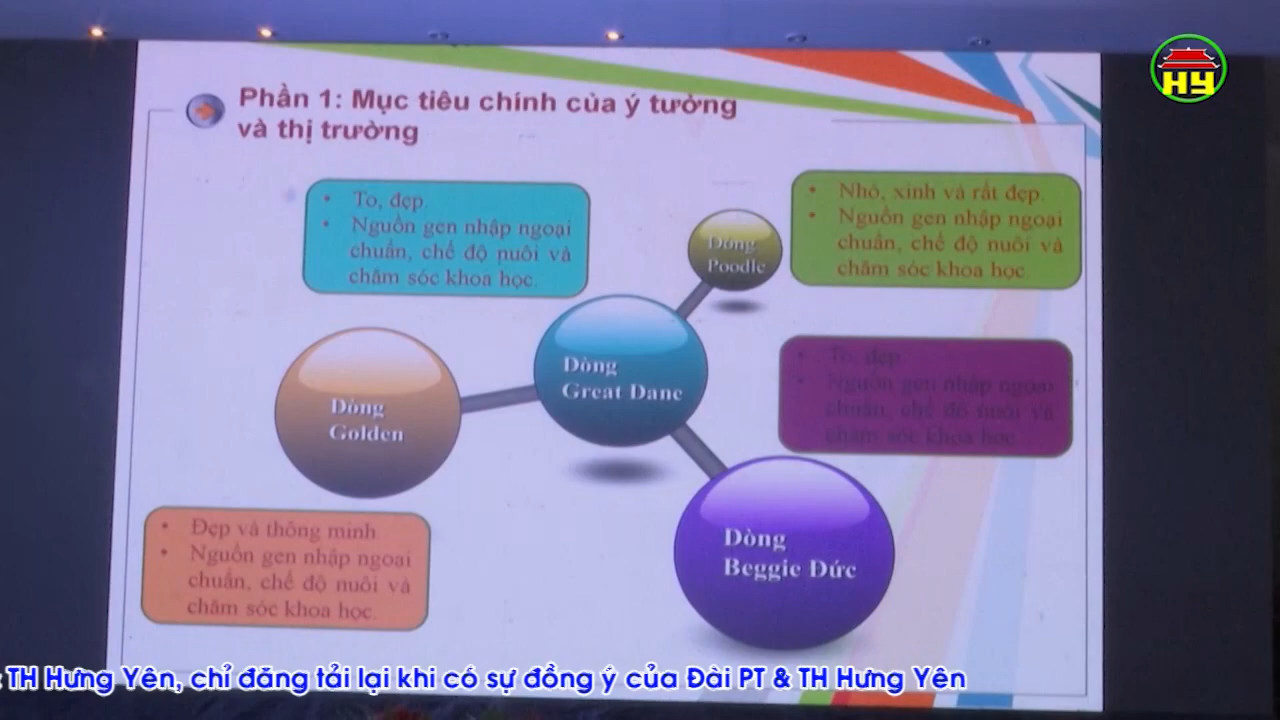 HY
Phần 1: Mục tiêu chính của ý tưởng
và thị trường
• To, đẹp.
• Nguồn gen nhập ngoại
chuẩn, chế độ nuôi và
chăm sóc khoa học.
Dòng
Poodle
• Nhỏ, xinh và rất đẹp.
• Nguồn gen nhập ngoại
chuẩn, chế độ nuôi và
chăm sóc khoa học.
Dòng
Great Dane
• To, đẹp
• Nguồn gen nhập ngoại
chuẩn, chế độ nuôi và
chăm sóc khoa học
Dòng
Golden
Dòng
Beggie Đức
• Đẹp và thông minh
• Nguồn gen nhập ngoại
chuẩn, chế độ nuôi và
chăm sóc khoa học.
TH Hưng Yên, chỉ đăng tải lại khi có sự đồng ý của Đài PT & TH Hưng Yên